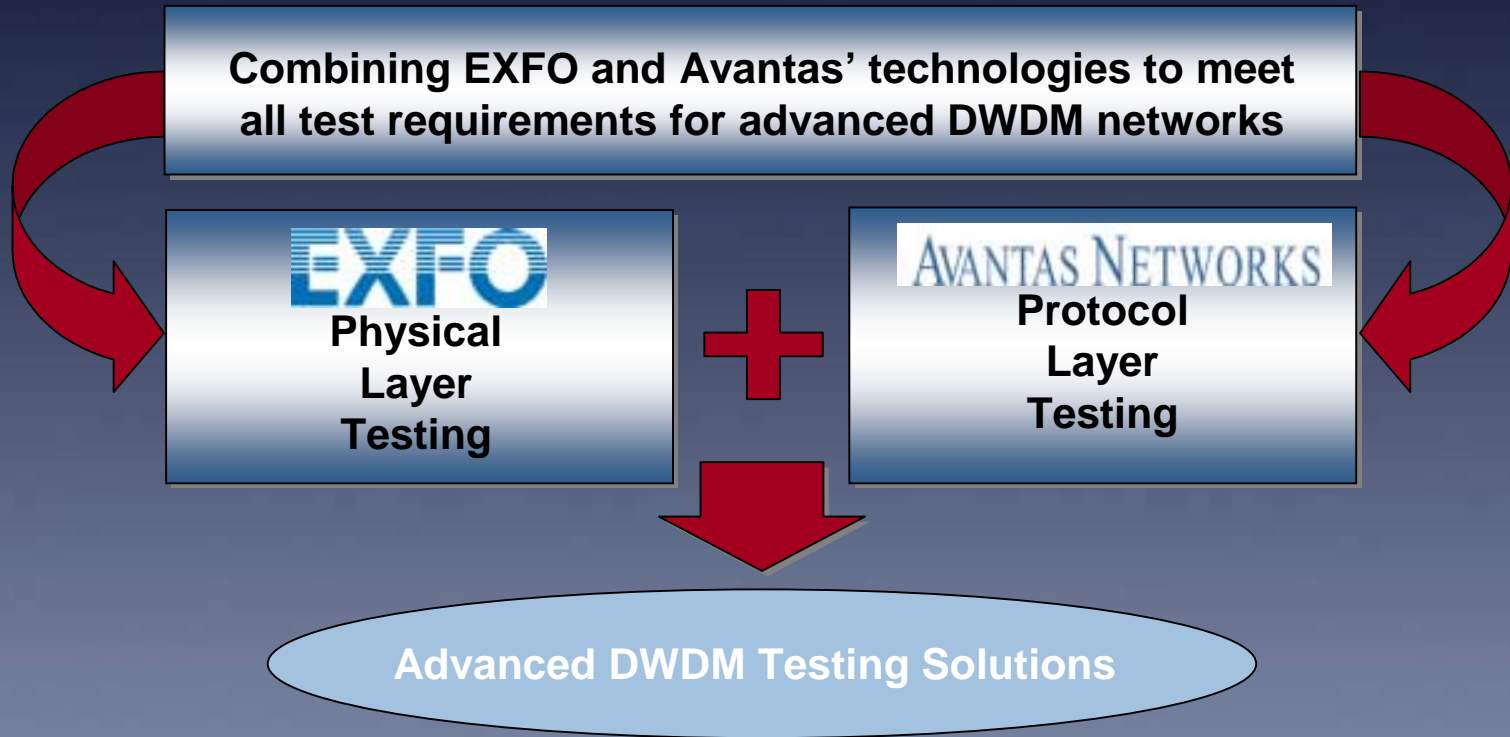 Combining EXFO and Avantas’ technologies to meet
all test requirements for advanced DWDM networks
EXFO
Physical
Layer
Testing
AVANTAS NETWORKS
Protocol
Layer
Testing
Advanced DWDM Testing Solutions